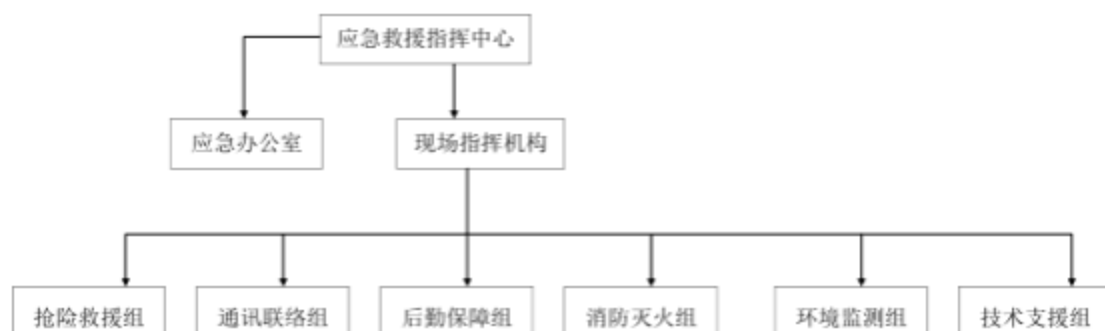 应急救援指挥中心
应急办公室
现场指挥机构
抢险救援组
通讯联络组
后勤保障组
消防灭火组
环境监测组
技术支援组